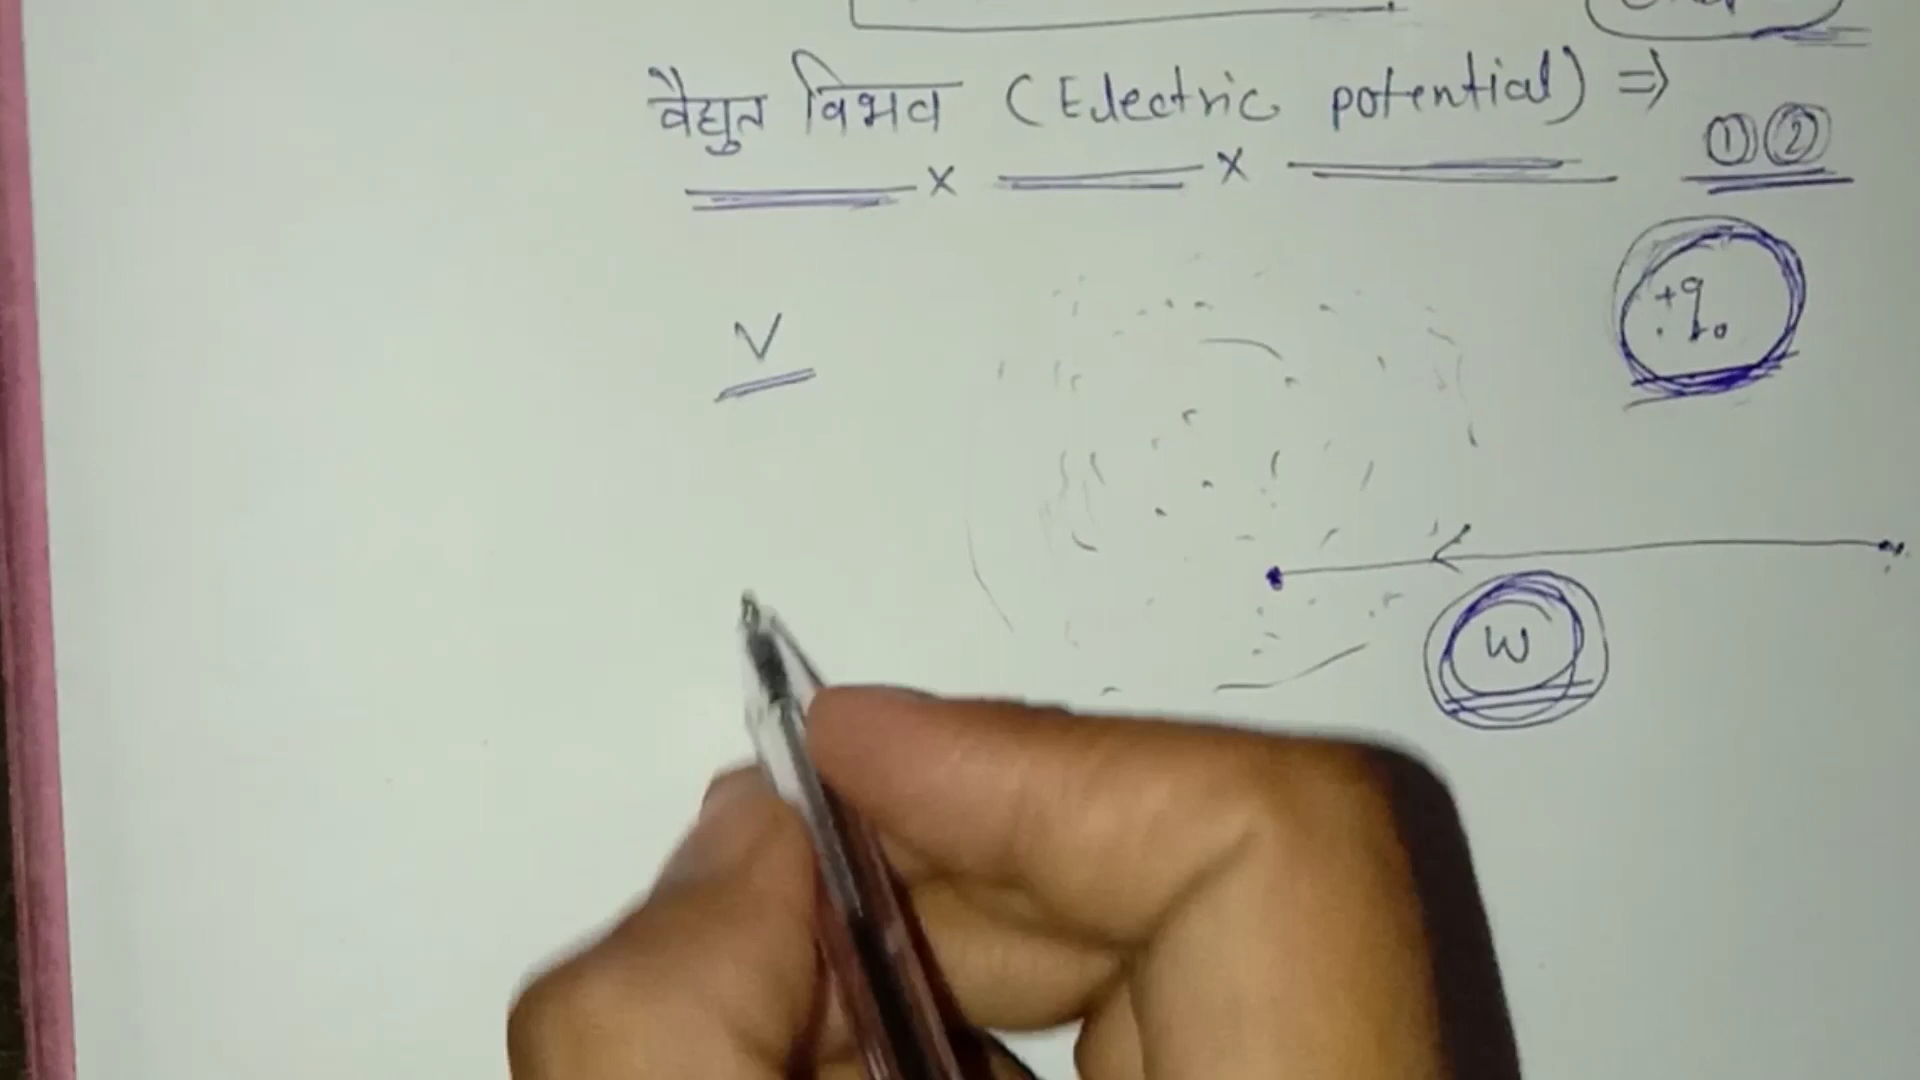 वैद्युत विभव (Electric potential) ⇒
① ②
+q₀
V
W